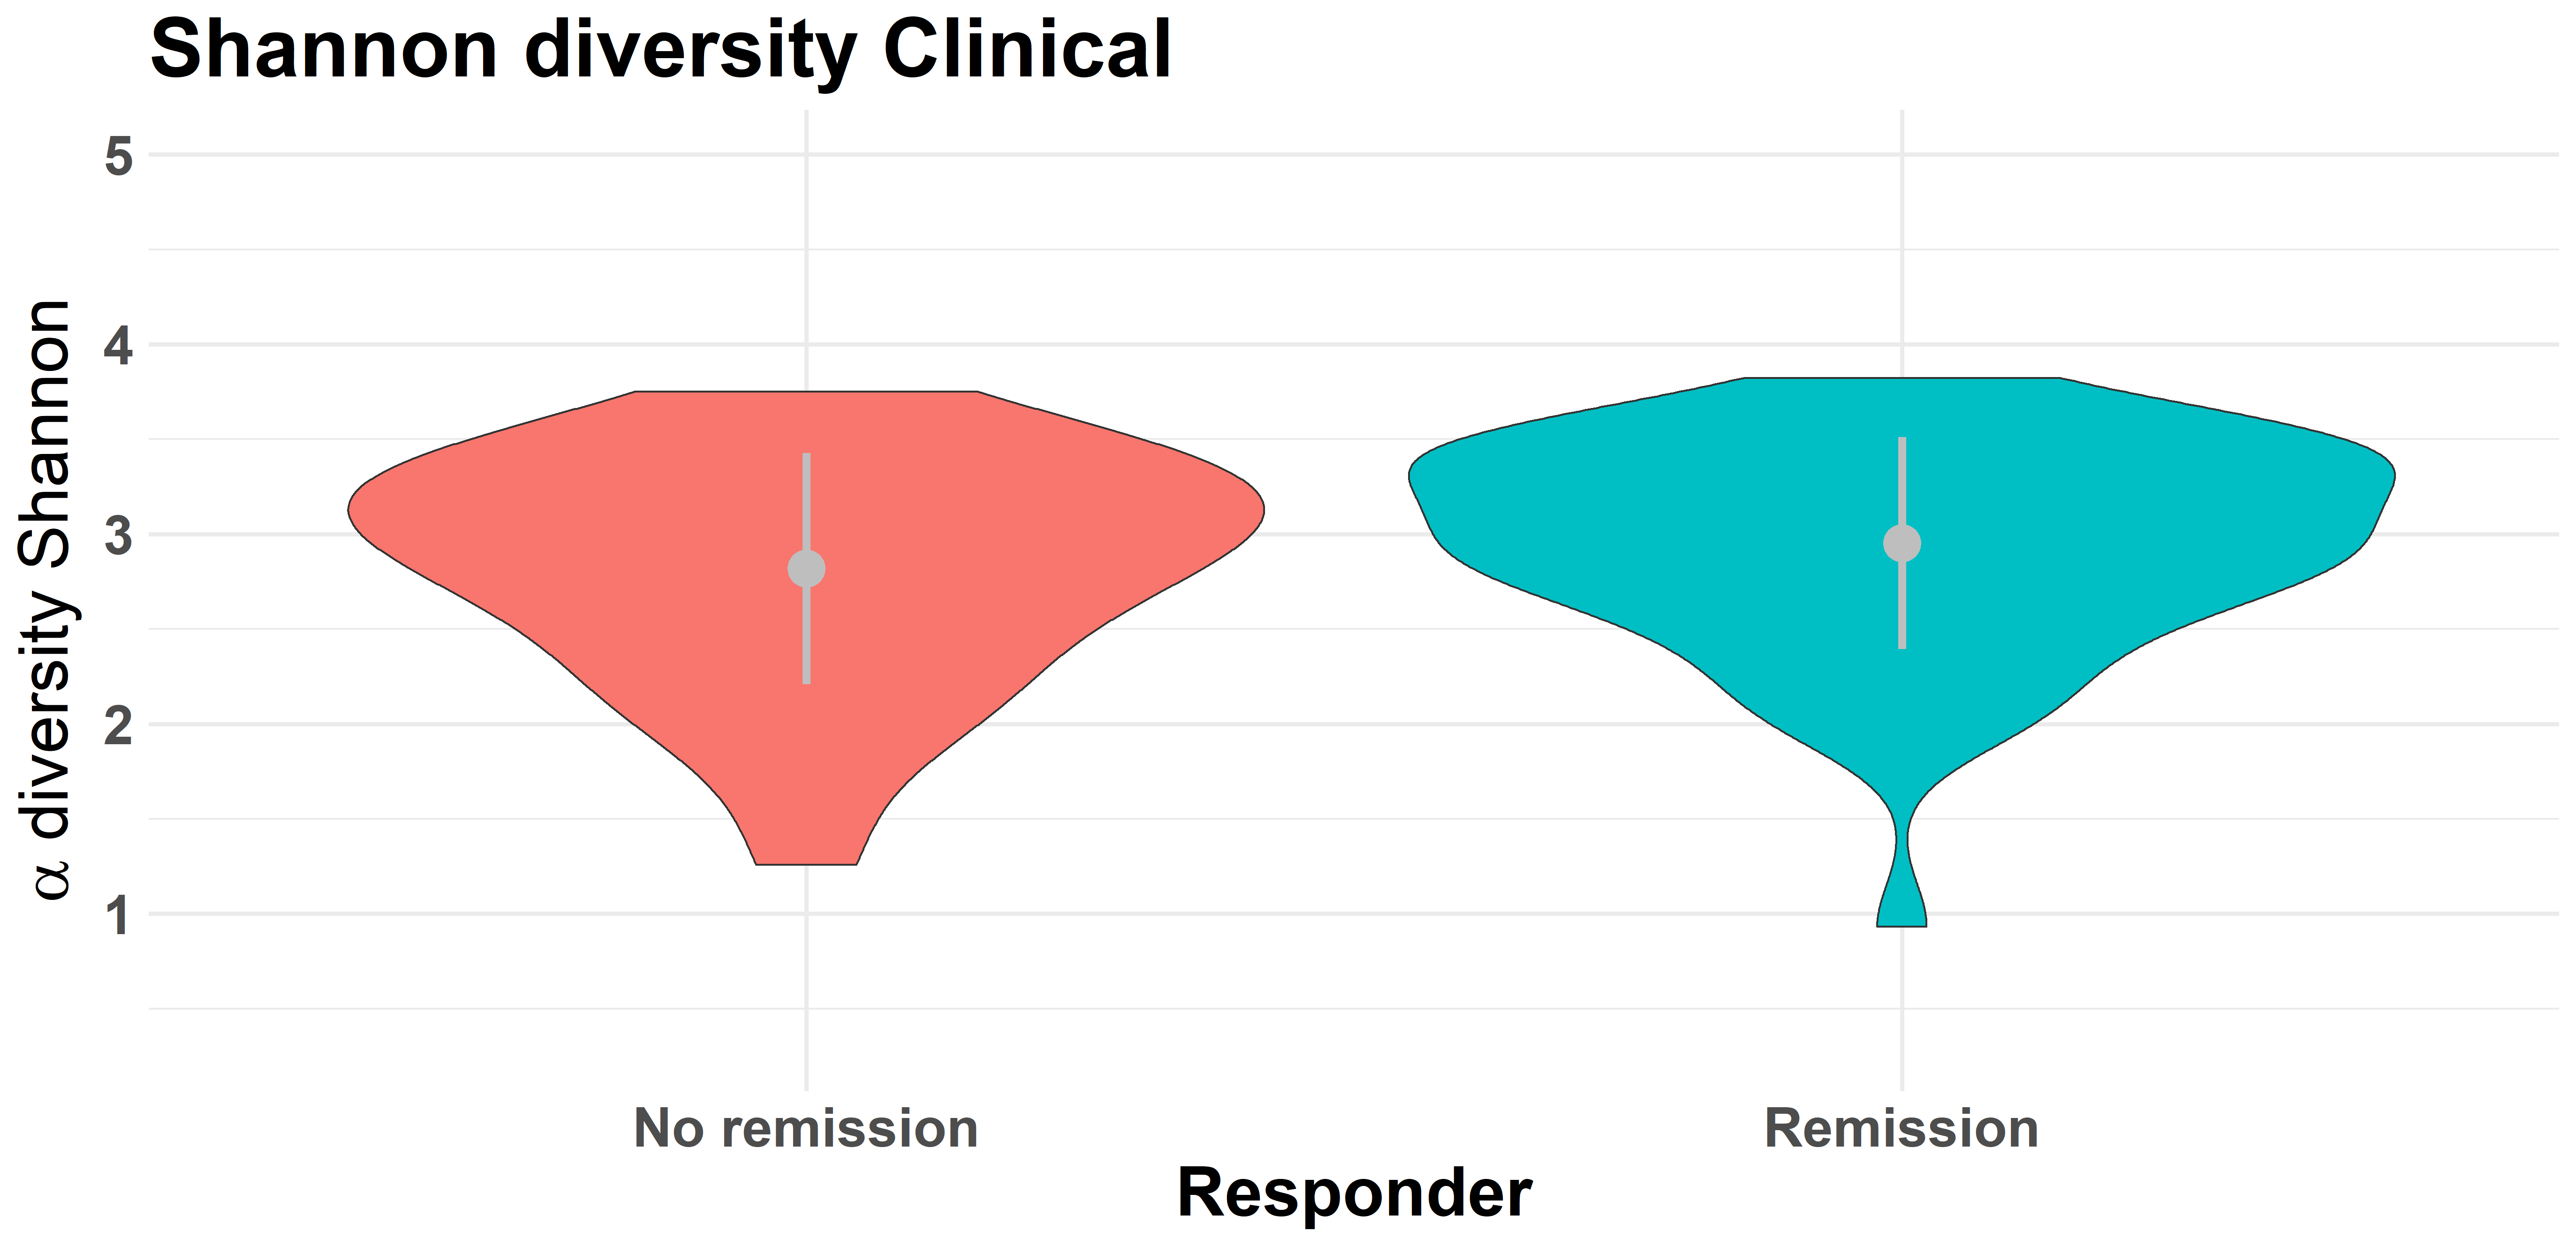 Shannon diversity Clinical
α diversity Shannon
5
4
3
2
1
No remission
Remission
Responder